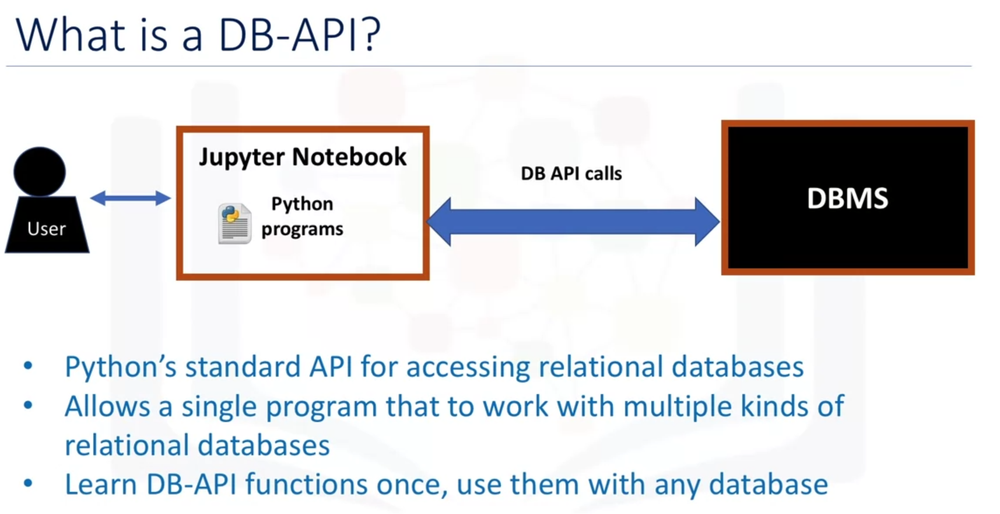 What is a DB-API?
User
Jupyter Notebook
Python
programs
DB API calls
DBMS
• Python’s standard API for accessing relational databases
• Allows a single program that to work with multiple kinds of
relational databases
• Learn DB-API functions once, use them with any database